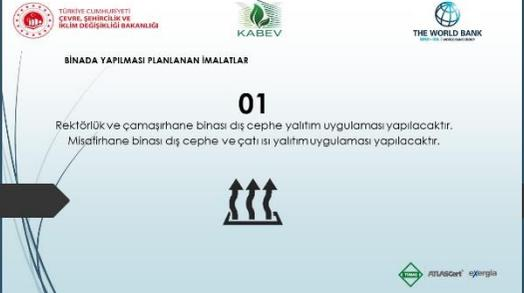 TÜRKİYE CUMHURİYETİ
ÇEVRE, ŞEHİRCİLİK VE
İKLİM DEĞİŞİKLİĞİ BAKANLIĞI
KABEV
THE WORLD BANK
BİNADA YAPILMASI PLANLANAN İMALATLAR
01
Rektörlük ve çamaşırhane binası dış cephe yalıtım uygulaması yapılacaktır.
Misafirhane binası dış cephe ve çatı ısı yalıtım uygulaması yapılacaktır.
ATLASCert
exergia